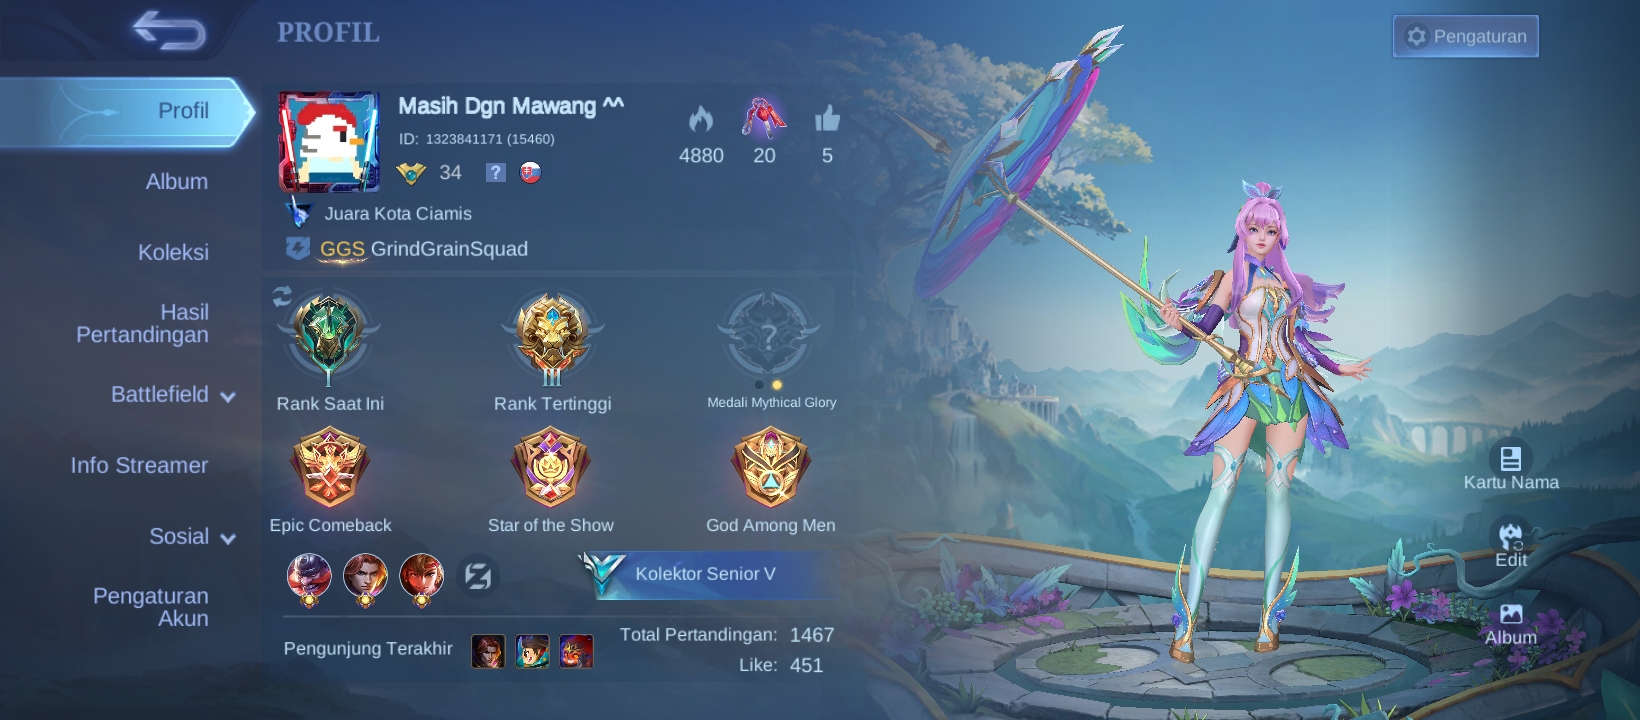 PROFIL
Pengaturan
Profil
Album
Koleksi
Hasil
Pertandingan
Battlefield
Info Streamer
Sosial
Pengaturan
Akun
Masih Dgn Mawang ^^
ID: 1323841171 (15460)
34 ?
4880 20 5
Juara Kota Ciamis
GGS GrindGrainSquad
I III ?
Rank Saat Ini Rank Tertinggi Medali Mythical Glory
Epic Comeback Star of the Show God Among Men
Kolektor Senior V
Pengunjung Terakhir
Total Pertandingan: 1467
Like: 451
Kartu Nama
Edit
Album